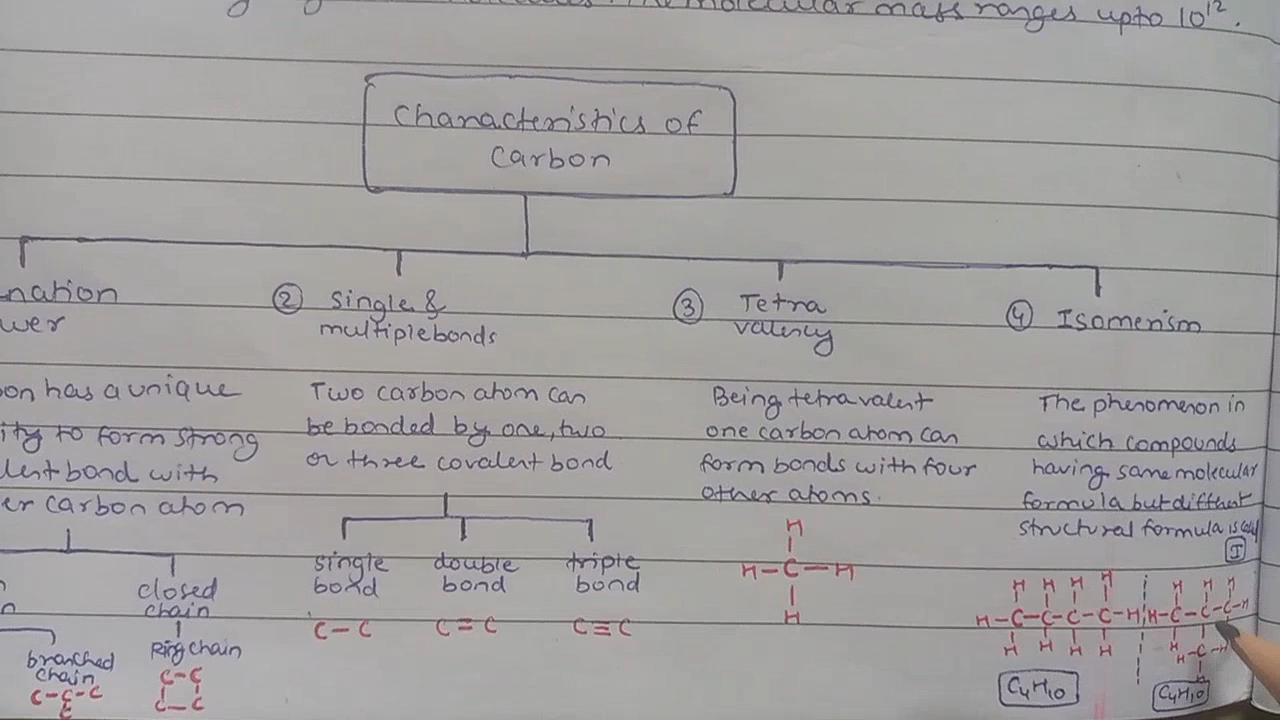 molecular mass ranges upto 10¹².
Characteristics of
Carbon
nation
wer
② Single &
multiple bonds
③ Tetra
valency
④ Isomerism
on has a unique
ity to form strong
lent bond with
er carbon atom
Two carbon atom can
be bonded by one, two
or three covalent bond
Being tetravalent
one carbon atom can
form bonds with four
other atoms.
The phenomenon in
which compounds
having same molecular
formula but diffthat
structural formula is
I
closed
chain
branched
chain
C-C-C
C
Ring chain
C-C
C-C
single
bond
C-C
double
bond
C=C
triple
bond
C≡C
H
H-C-H
H
H H H H
H-C-C-C-C-H
H H H H
C₄H₁₀
H H H
H-C-C-C-H
H
H-C-H
H
C₄H₁₀